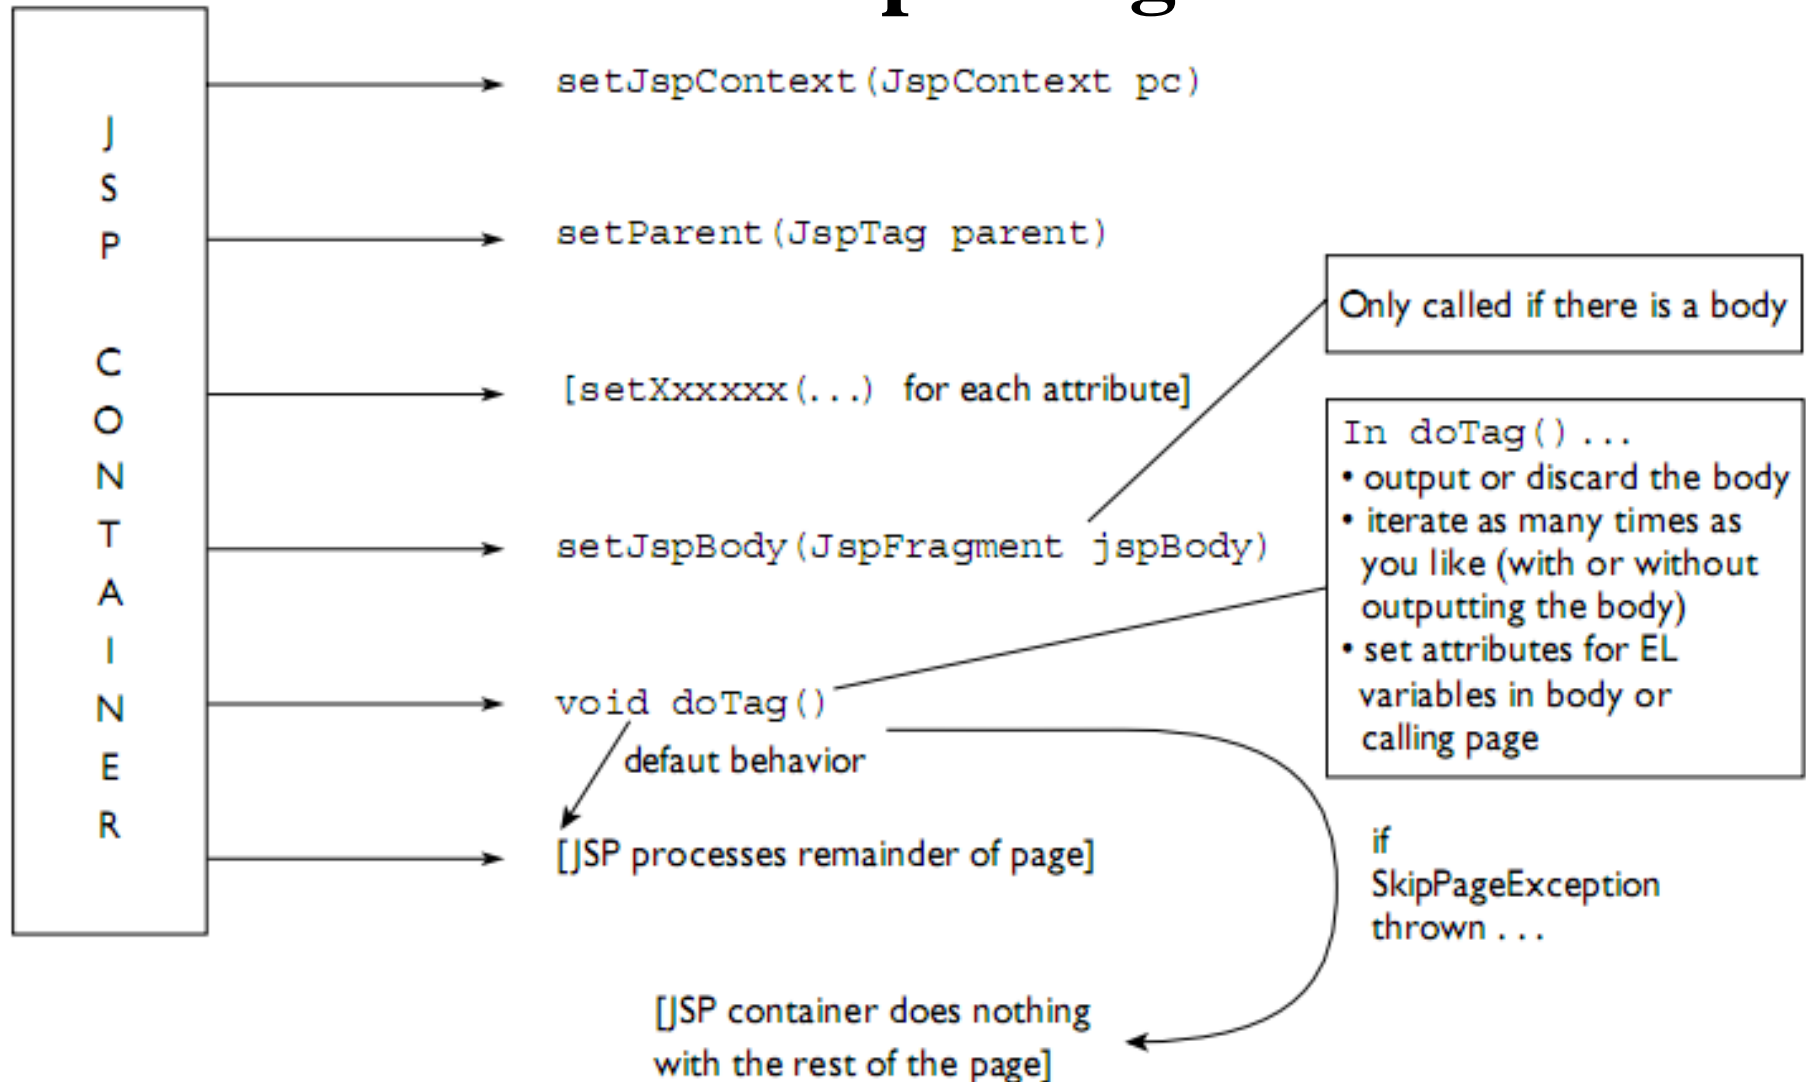 JSP CONTAINER
setJspContext(JspContext pc)
setParent(JspTag parent)
[setXxxxxx(...) for each attribute]
setJspBody(JspFragment jspBody)
void doTag()
defaut behavior
[JSP processes remainder of page]
[JSP container does nothing
with the rest of the page]
Only called if there is a body
In doTag()...
• output or discard the body
• iterate as many times as
you like (with or without
outputting the body)
• set attributes for EL
variables in body or
calling page
if
SkipPageException
thrown . . .